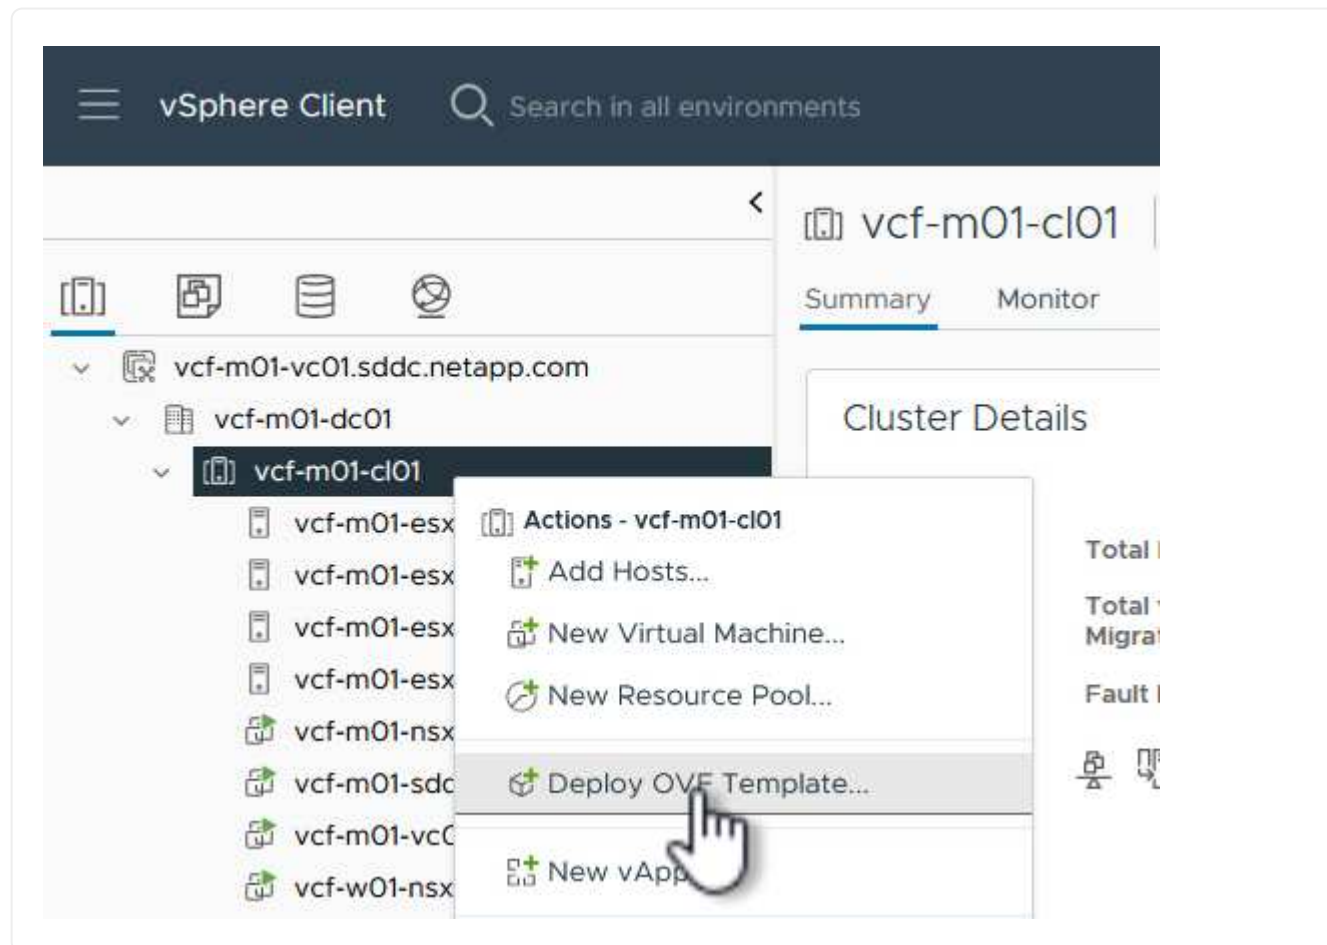 vSphere Client
Search in all environments
vcf-m01-cl01
Summary Monitor
vcf-m01-vc01.sddc.netapp.com
vcf-m01-dc01
vcf-m01-cl01
vcf-m01-esx
vcf-m01-esx
vcf-m01-esx
vcf-m01-esx
vcf-m01-nsx
vcf-m01-sdd
vcf-m01-vc0
vcf-w01-nsx
Actions - vcf-m01-cl01
Add Hosts...
New Virtual Machine...
New Resource Pool...
Deploy OVF Template...
New vApp
Cluster Details
Total
Total
Migrat
Fault